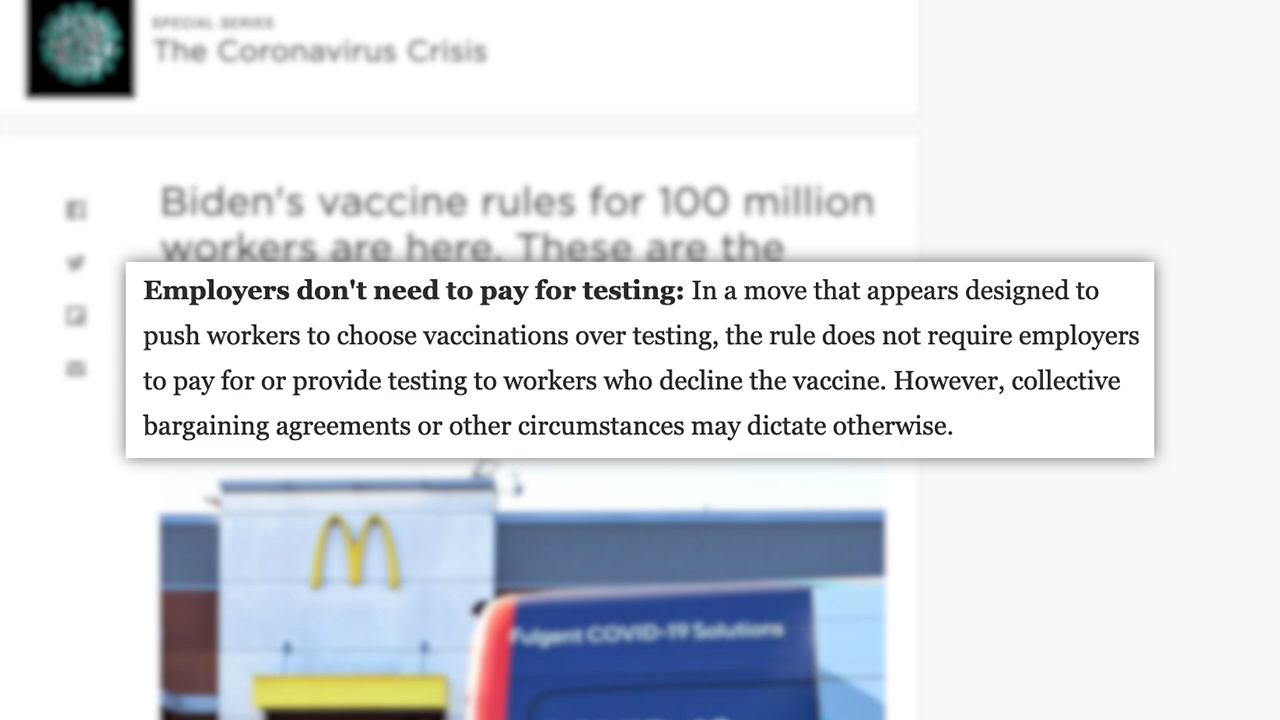 SPECIAL SERIES
The Coronavirus Crisis
Biden's vaccine rules for 100 million
workers are here. These are the
Employers don't need to pay for testing: In a move that appears designed to
push workers to choose vaccinations over testing, the rule does not require employers
to pay for or provide testing to workers who decline the vaccine. However, collective
bargaining agreements or other circumstances may dictate otherwise.
Fulgent COVID-19 Solutions